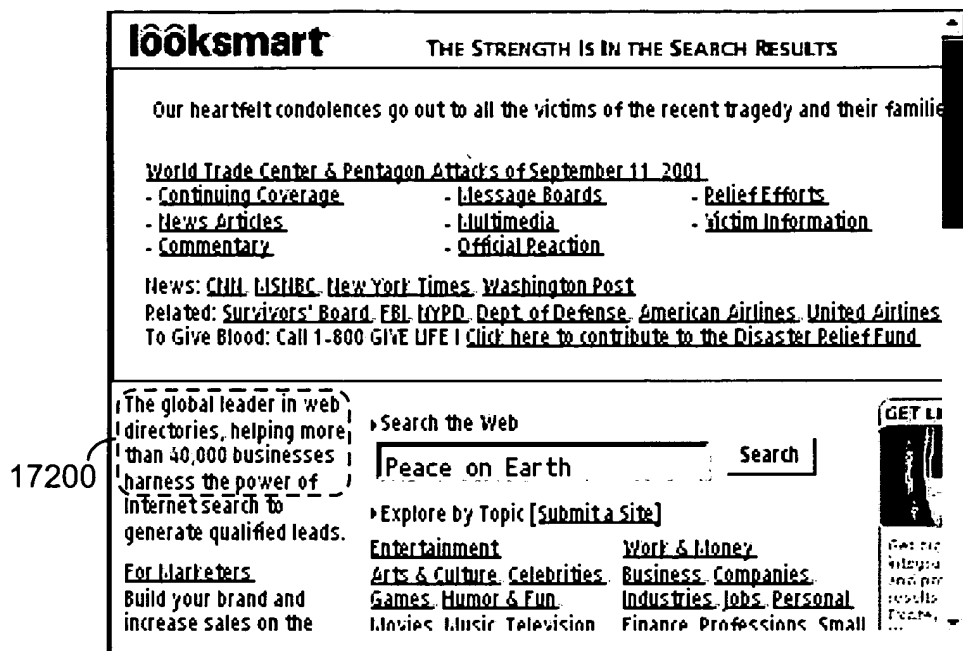 lôôksmart THE STRENGTH IS IN THE SEARCH RESULTS
Our heartfelt condolences go out to all the victims of the recent tragedy and their familie
World Trade Center & Pentagon Attacks of September 11 2001
- Continuing Coverage - Message Boards - Relief Efforts
- News Articles - Multimedia - Victim Information
- Commentary - Official Reaction
News: CNN, MSNBC, New York Times, Washington Post
Related: Survivors' Board, FBI, NYPD, Dept. of Defense, American Airlines, United Airlines
To Give Blood: Call 1-800 GIVE LIFE | Click here to contribute to the Disaster Relief Fund
The global leader in web
directories, helping more
than 40,000 businesses
harness the power of
Internet search to
generate qualified leads.
For Marketers
Build your brand and
increase sales on the
17200
Search the Web
Peace on Earth Search
Explore by Topic [Submit a Site]
Entertainment Work & Money
Arts & Culture, Celebrities, Business, Companies,
Games, Humor & Fun, Industries, Jobs, Personal
Movies, Music, Television Finance, Professions, Small
GET LI
Get
and
results